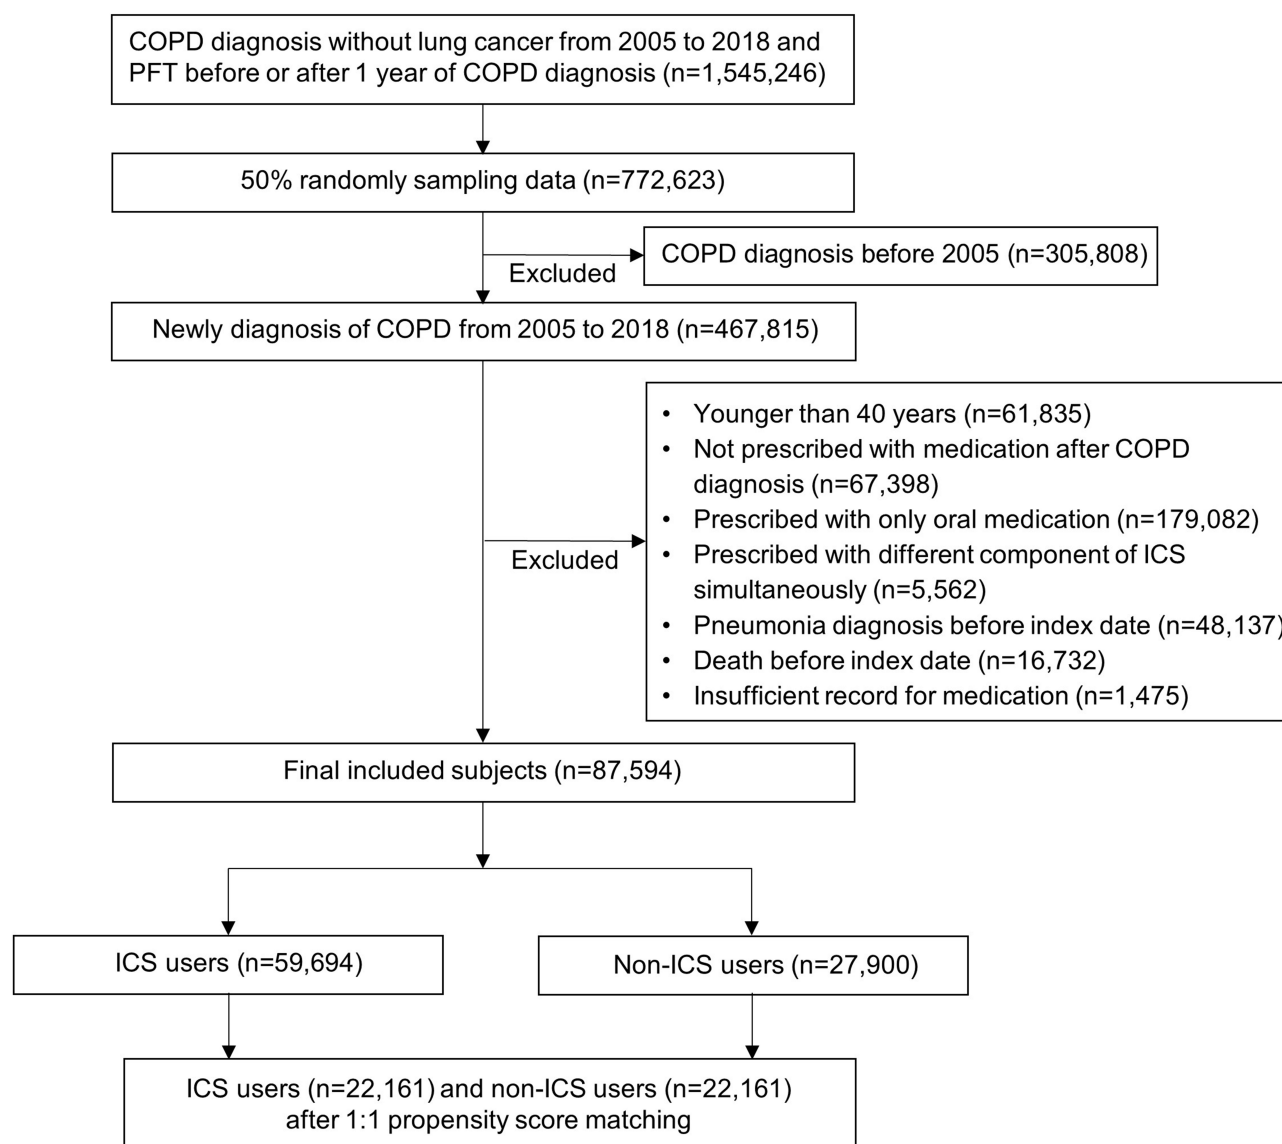 COPD diagnosis without lung cancer from 2005 to 2018 and
PFT before or after 1 year of COPD diagnosis (n=1,545,246)
50% randomly sampling data (n=772,623)
COPD diagnosis before 2005 (n=305,808)
Excluded
Newly diagnosis of COPD from 2005 to 2018 (n=467,815)
• Younger than 40 years (n=61,835)
• Not prescribed with medication after COPD
diagnosis (n=67,398)
• Prescribed with only oral medication (n=179,082)
• Prescribed with different component of ICS
simultaneously (n=5,562)
• Pneumonia diagnosis before index date (n=48,137)
• Death before index date (n=16,732)
• Insufficient record for medication (n=1,475)
Excluded
Final included subjects (n=87,594)
ICS users (n=59,694)
Non-ICS users (n=27,900)
ICS users (n=22,161) and non-ICS users (n=22,161)
after 1:1 propensity score matching